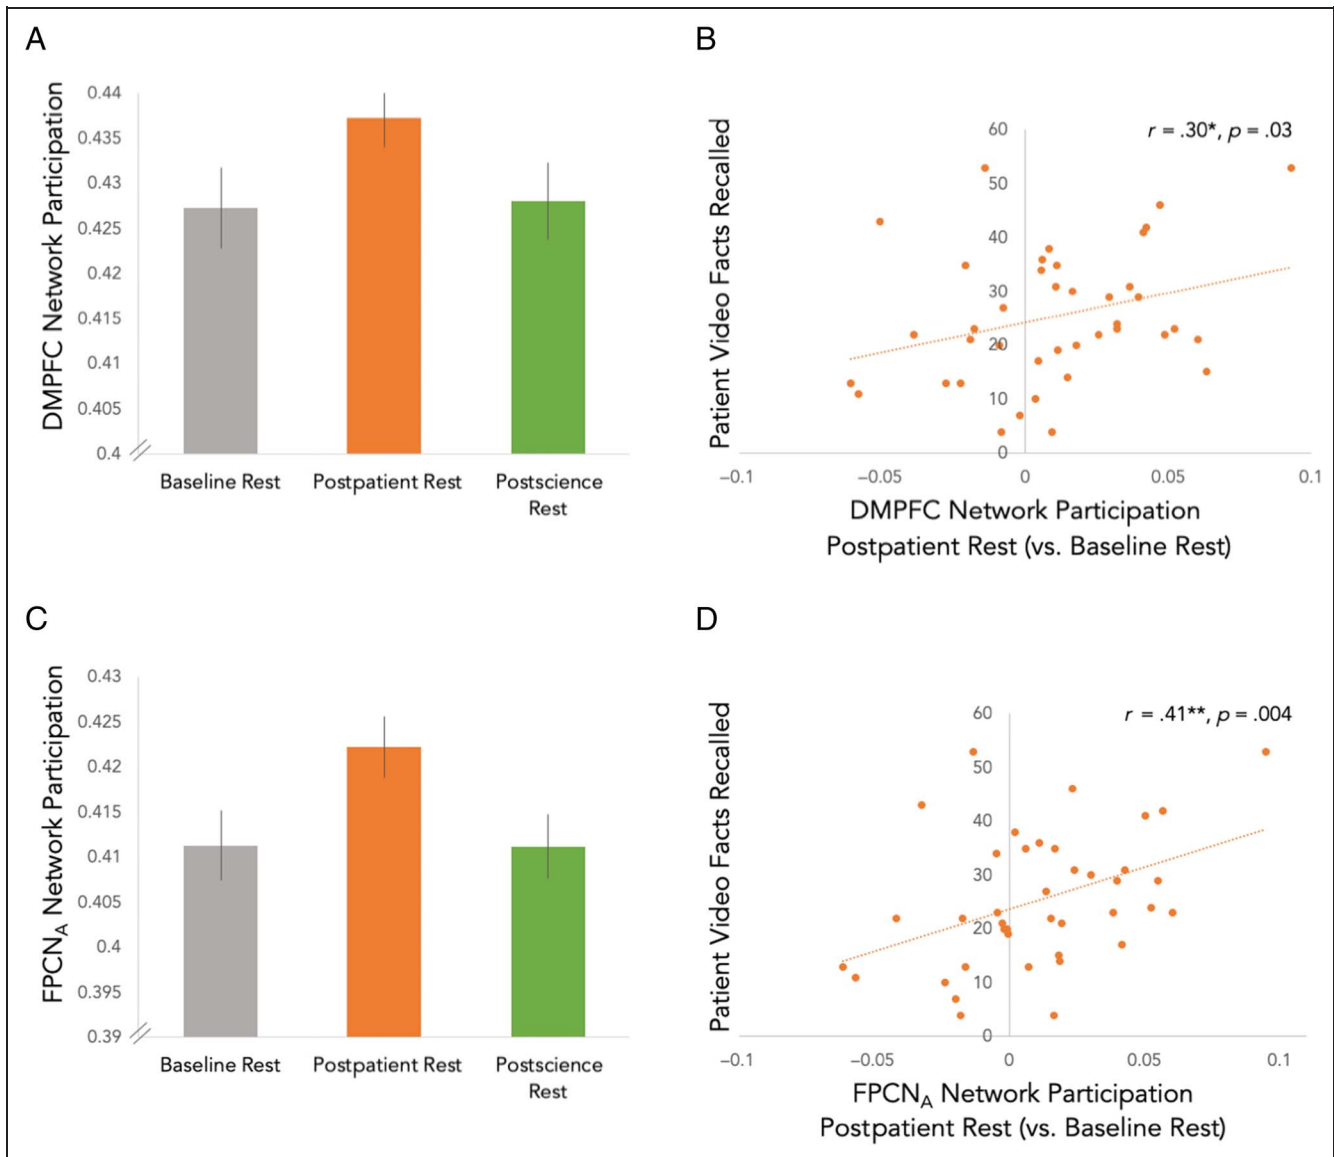 A
DMPFC Network Participation
0.44
0.435
0.43
0.425
0.42
0.415
0.41
0.405
0.4
Baseline Rest
Postpatient Rest
Postscience
Rest
B
Patient Video Facts Recalled
r = .30*, p = .03
60
50
40
30
20
10
0
–0.1
–0.05
0
0.05
0.1
DMPFC Network Participation
Postpatient Rest (vs. Baseline Rest)
C
FPCNA Network Participation
0.43
0.425
0.42
0.415
0.41
0.405
0.4
0.395
0.39
Baseline Rest
Postpatient Rest
Postscience
Rest
D
Patient Video Facts Recalled
r = .41**, p = .004
60
50
40
30
20
10
0
–0.1
–0.05
0
0.05
0.1
FPCNA Network Participation
Postpatient Rest (vs. Baseline Rest)